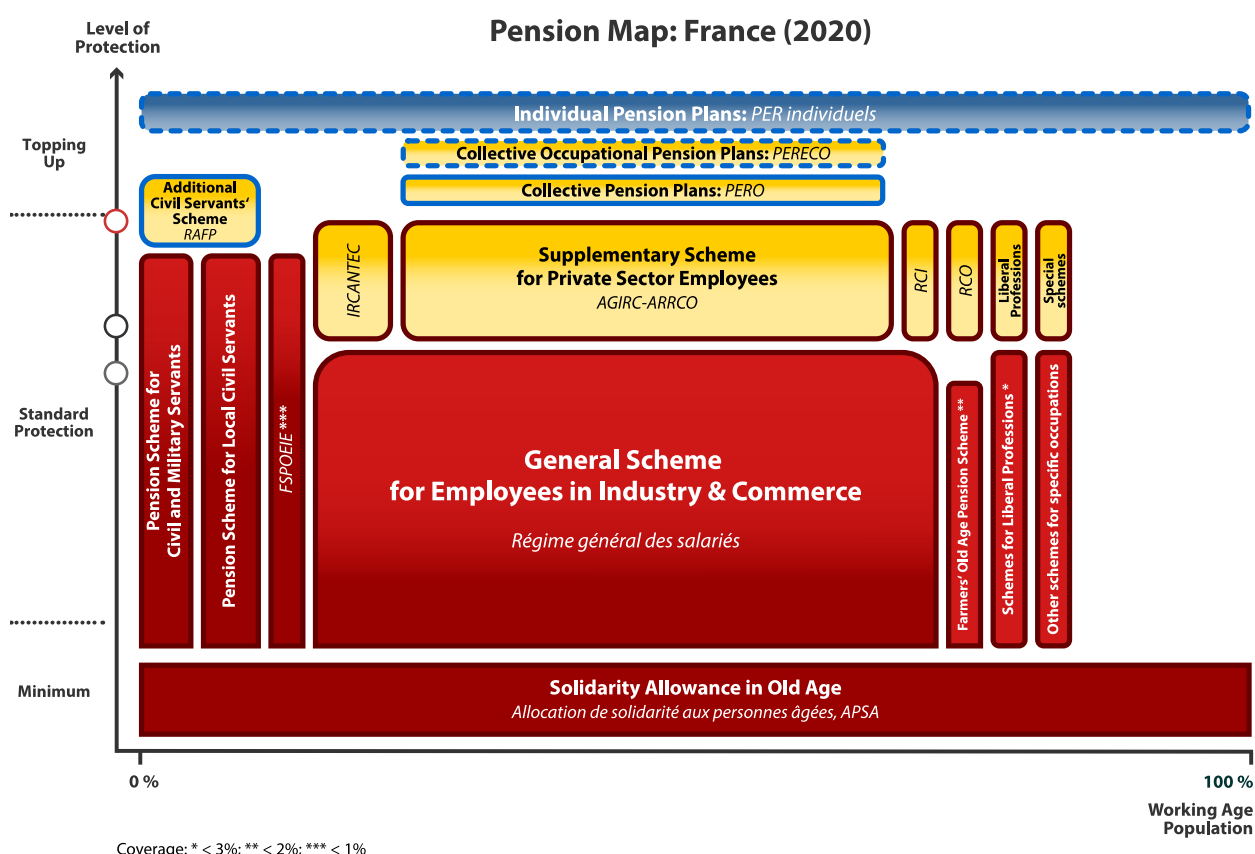 Pension Map: France (2020)
Level of
Protection
Topping
Up
Standard
Protection
Minimum
Individual Pension Plans: PER individuels
Collective Occupational Pension Plans: PERECO
Collective Pension Plans: PERO
Additional
Civil Servants‘
Scheme
RAFP
IRCANTEC
Supplementary Scheme
for Private Sector Employees
AGIRC-ARRCO
RCI
RCO
Liberal
Professions
Special
schemes
Pension Scheme for
Civil and Military Servants
Pension Scheme for Local Civil Servants
FSPOEIE ***
General Scheme
for Employees in Industry & Commerce
Régime général des salariés
Farmers‘ Old Age Pension Scheme **
Schemes for Liberal Professions *
Other schemes for specific occupations
Solidarity Allowance in Old Age
Allocation de solidarité aux personnes âgées, APSA
0 %
100 %
Working Age
Population
Coverage: * < 3%; ** < 2%; *** < 1%